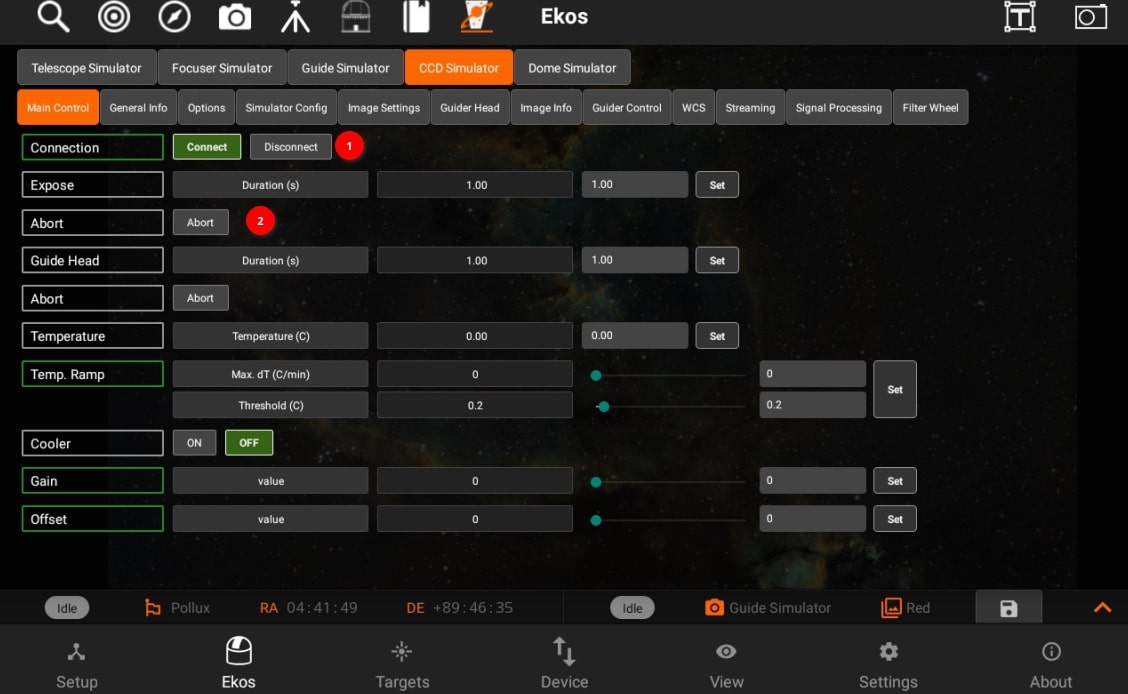 Ekos
T
Telescope Simulator Focuser Simulator Guide Simulator CCD Simulator Dome Simulator
Main Control General Info Options Simulator Config Image Settings Guider Head Image Info Guider Control WCS Streaming Signal Processing Filter Wheel
Connection Connect Disconnect 1
Expose Duration (s) 1.00 1.00 Set
Abort Abort 2
Guide Head Duration (s) 1.00 1.00 Set
Abort Abort
Temperature Temperature (C) 0.00 0.00 Set
Temp. Ramp Max. dT (C/min) 0 0 Set
Threshold (C) 0.2 0.2
Cooler ON OFF
Gain value 0 0 Set
Offset value 0 0 Set
Idle Pollux RA 04:41:49 DE +89:46:35 Idle Guide Simulator Red
Setup Ekos Targets Device View Settings About